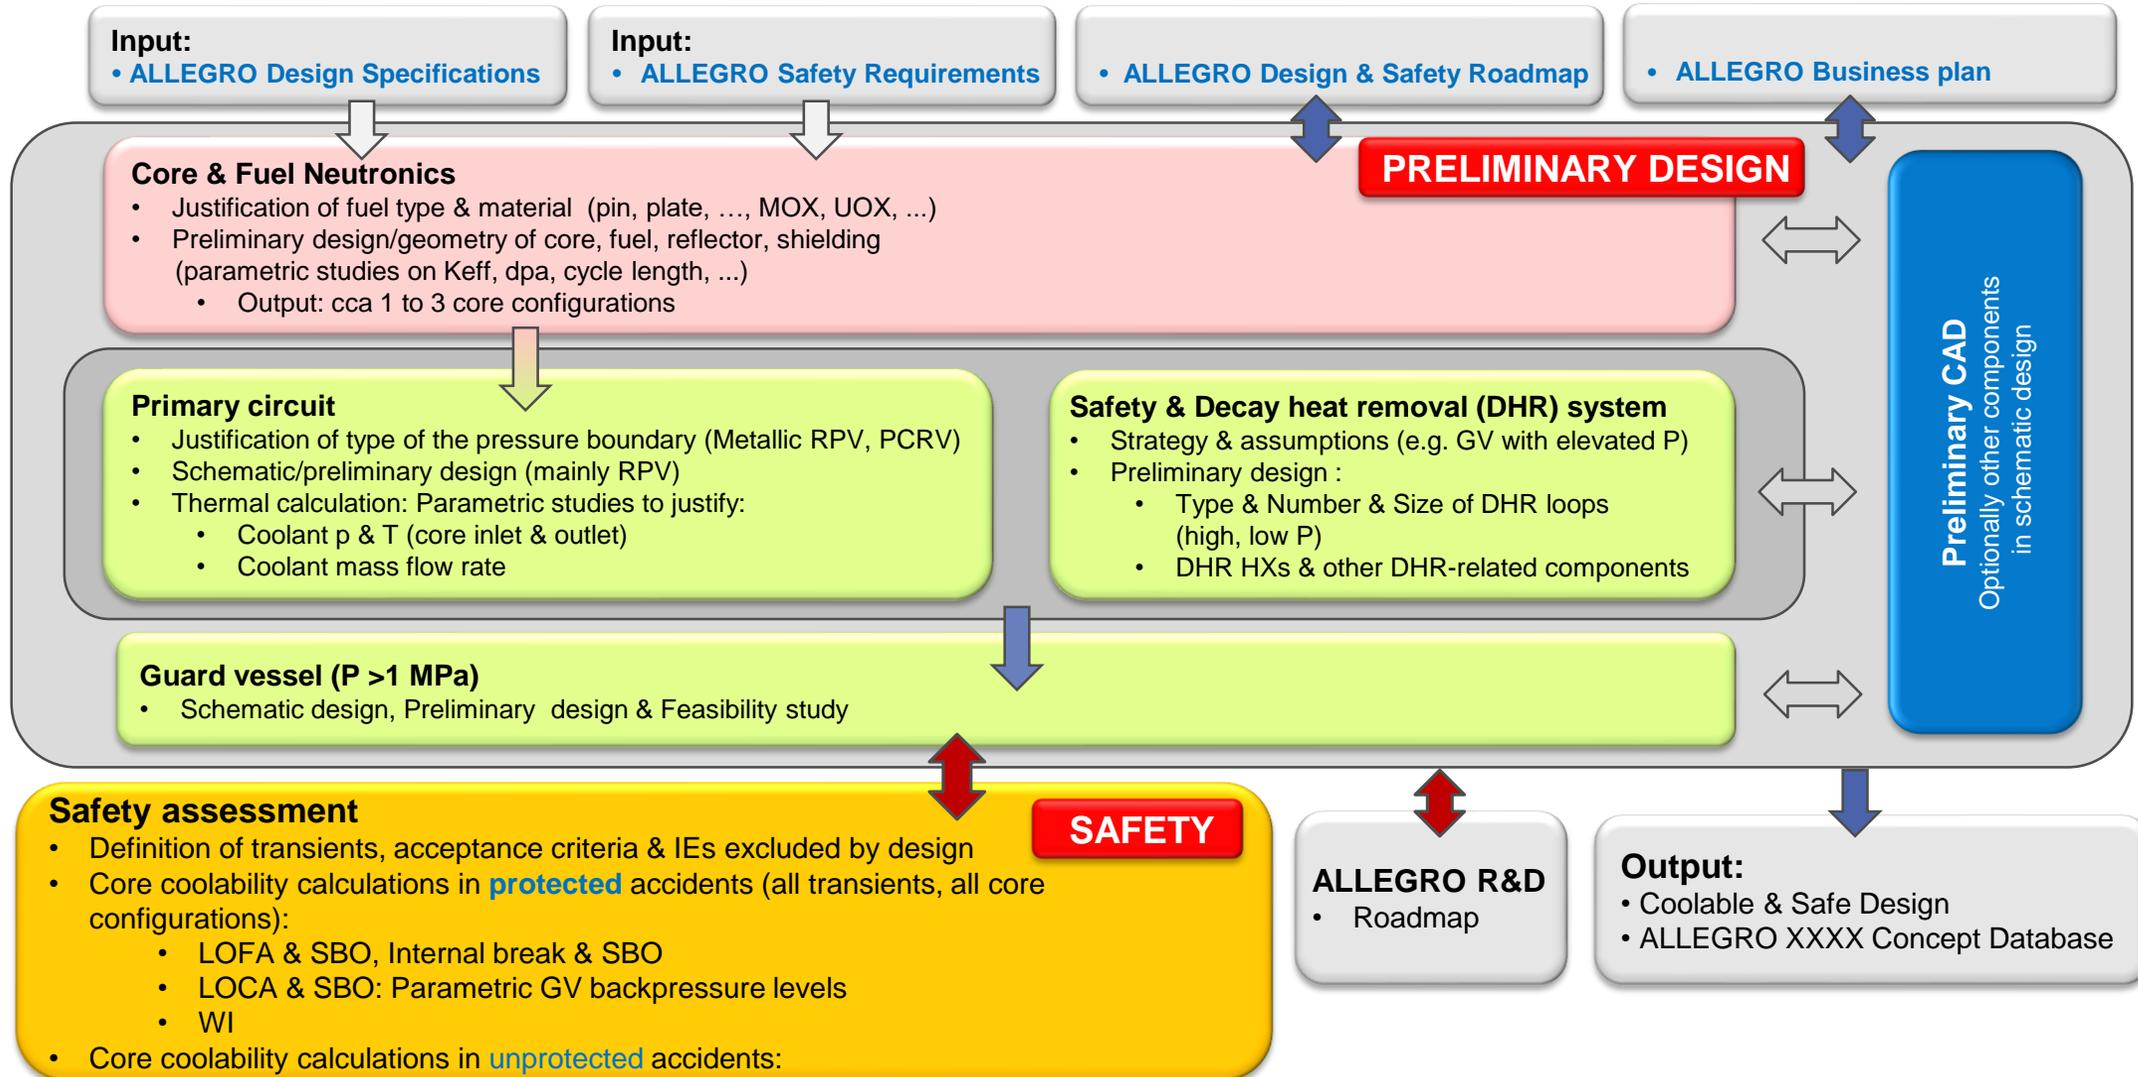 Input:
• ALLEGRO Design Specifications
Input:
• ALLEGRO Safety Requirements
• ALLEGRO Design & Safety Roadmap
• ALLEGRO Business plan
PRELIMINARY DESIGN
Core & Fuel Neutronics
• Justification of fuel type & material (pin, plate, …, MOX, UOX, ...)
• Preliminary design/geometry of core, fuel, reflector, shielding
(parametric studies on Keff, dpa, cycle length, ...)
• Output: cca 1 to 3 core configurations
Primary circuit
• Justification of type of the pressure boundary (Metallic RPV, PCRV)
• Schematic/preliminary design (mainly RPV)
• Thermal calculation: Parametric studies to justify:
• Coolant p & T (core inlet & outlet)
• Coolant mass flow rate
Safety & Decay heat removal (DHR) system
• Strategy & assumptions (e.g. GV with elevated P)
• Preliminary design :
• Type & Number & Size of DHR loops
(high, low P)
• DHR HXs & other DHR-related components
Preliminary CAD
Optionally other components
in schematic design
Guard vessel (P >1 MPa)
• Schematic design, Preliminary design & Feasibility study
Safety assessment
SAFETY
• Definition of transients, acceptance criteria & IEs excluded by design
• Core coolability calculations in protected accidents (all transients, all core
configurations):
• LOFA & SBO, Internal break & SBO
• LOCA & SBO: Parametric GV backpressure levels
• WI
• Core coolability calculations in unprotected accidents:
ALLEGRO R&D
• Roadmap
Output:
• Coolable & Safe Design
• ALLEGRO XXXX Concept Database